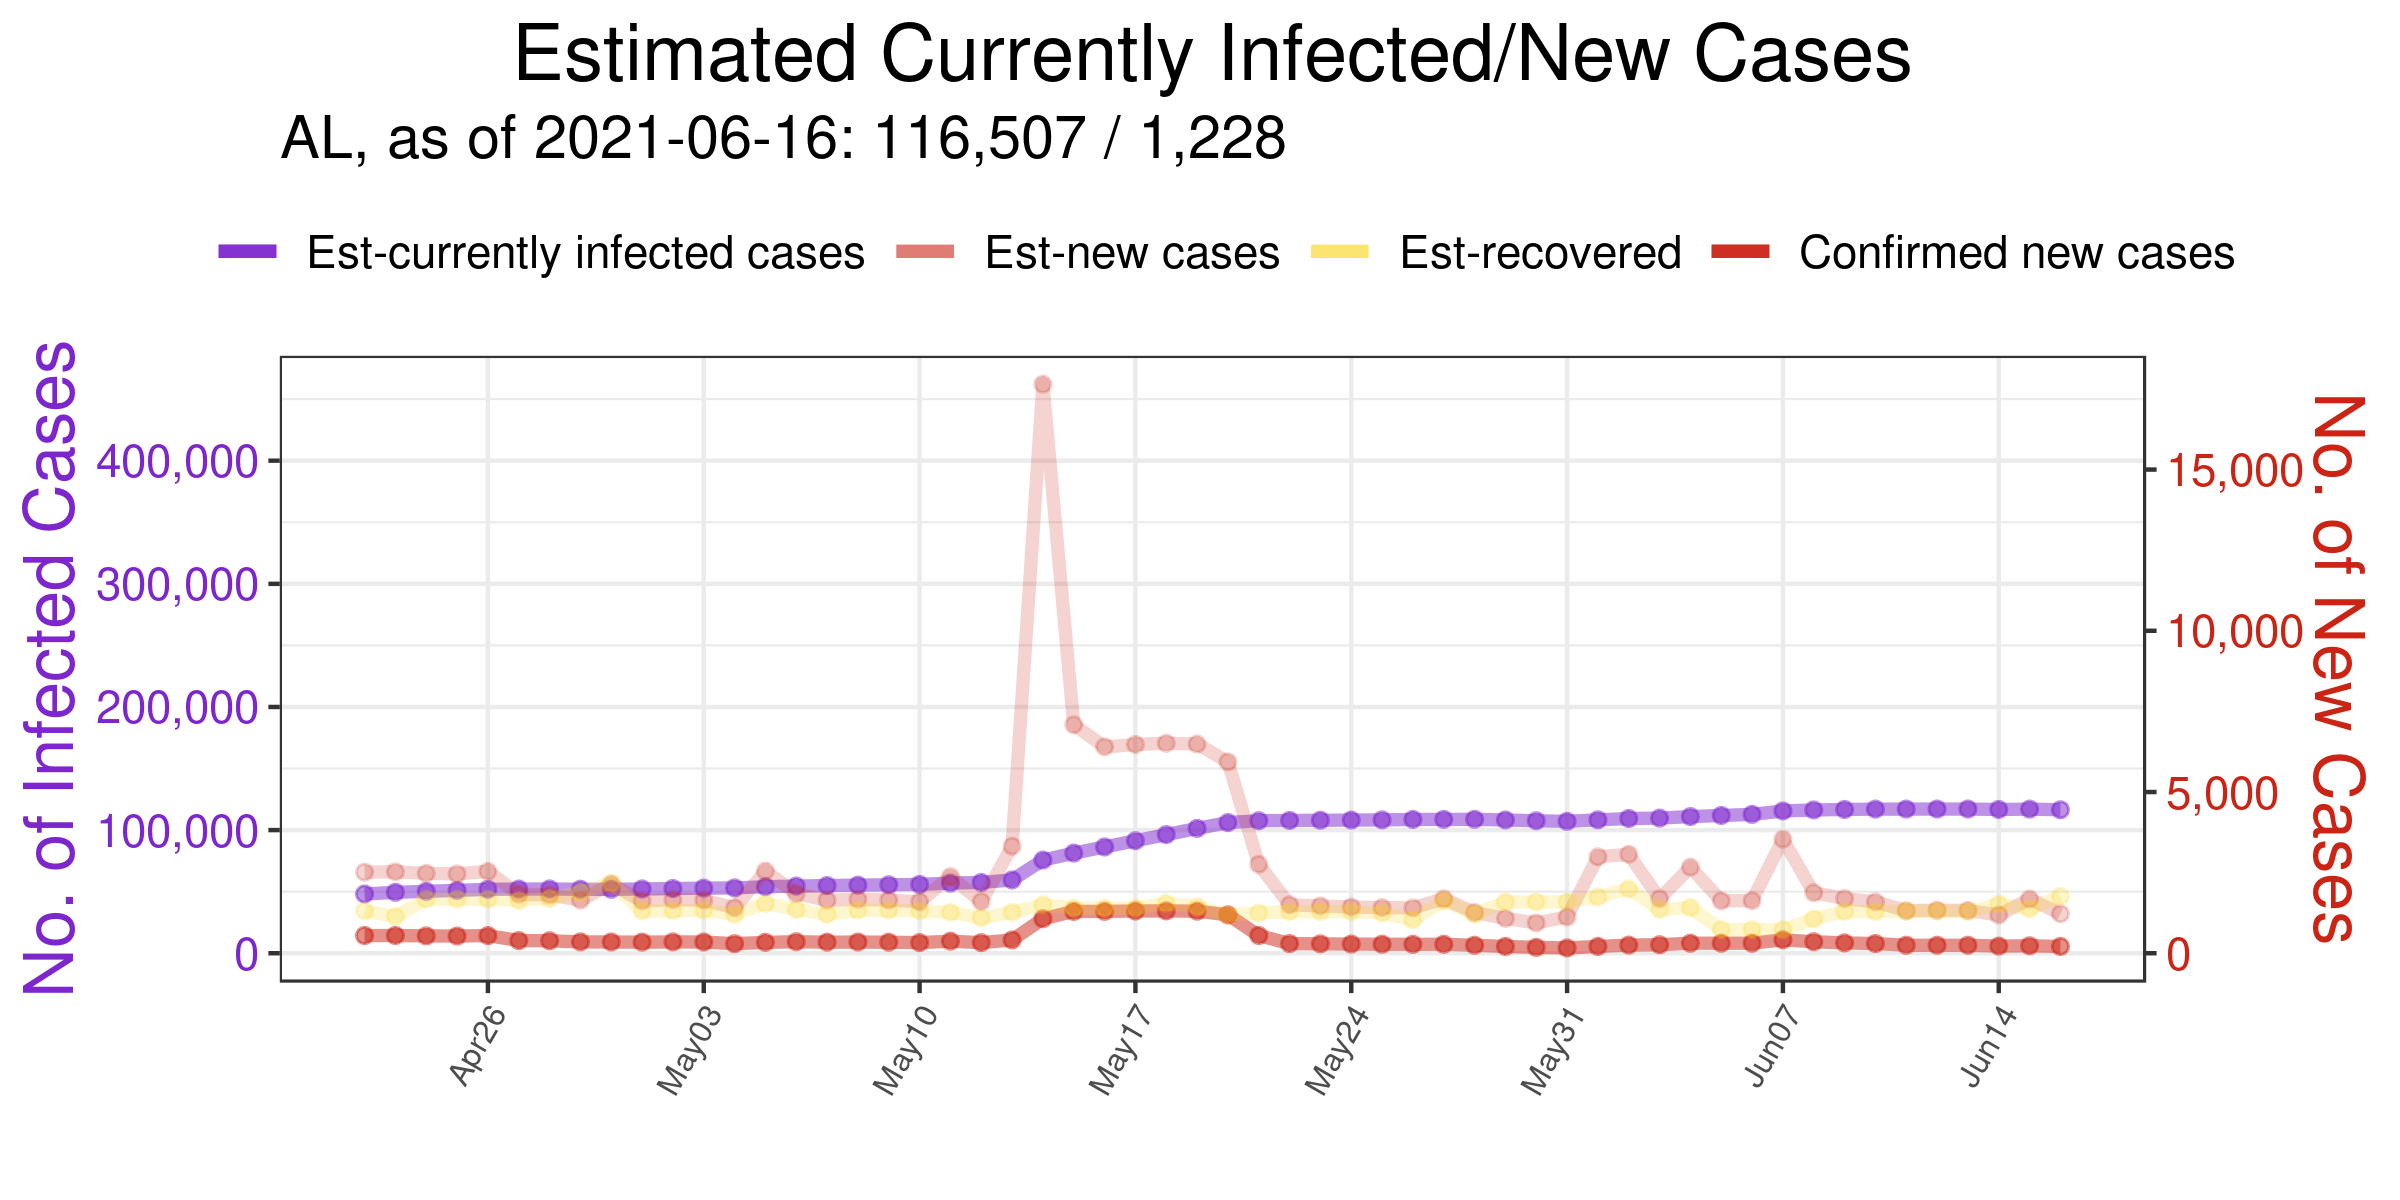 Estimated Currently Infected/New Cases
AL, as of 2021-06-16: 116,507 / 1,228
Est-currently infected cases Est-new cases Est-recovered Confirmed new cases
No. of Infected Cases
400,000
300,000
200,000
100,000
0
15,000
10,000
5,000
0
No. of New Cases
Apr26 May03 May10 May17 May24 May31 Jun07 Jun14